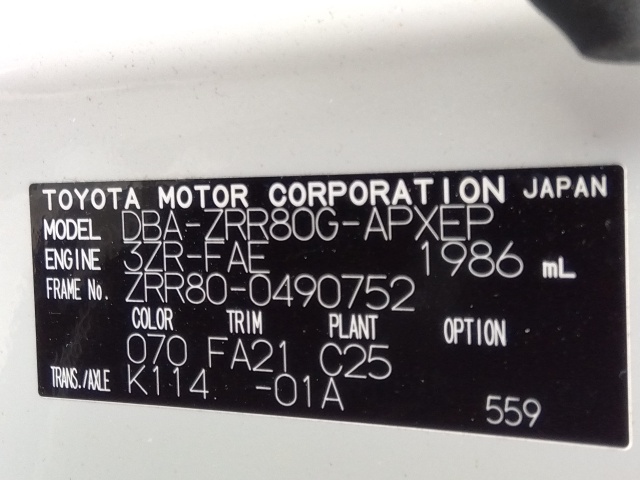 TOYOTA MOTOR CORPORATION JAPAN
MODEL DBA-ZRR80G-APXEP
ENGINE 3ZR-FAE 1986 mL
FRAME No. ZRR80-0490752
COLOR TRIM PLANT OPTION
070 FA21 C25
TRANS./AXLE K114 -01A
559